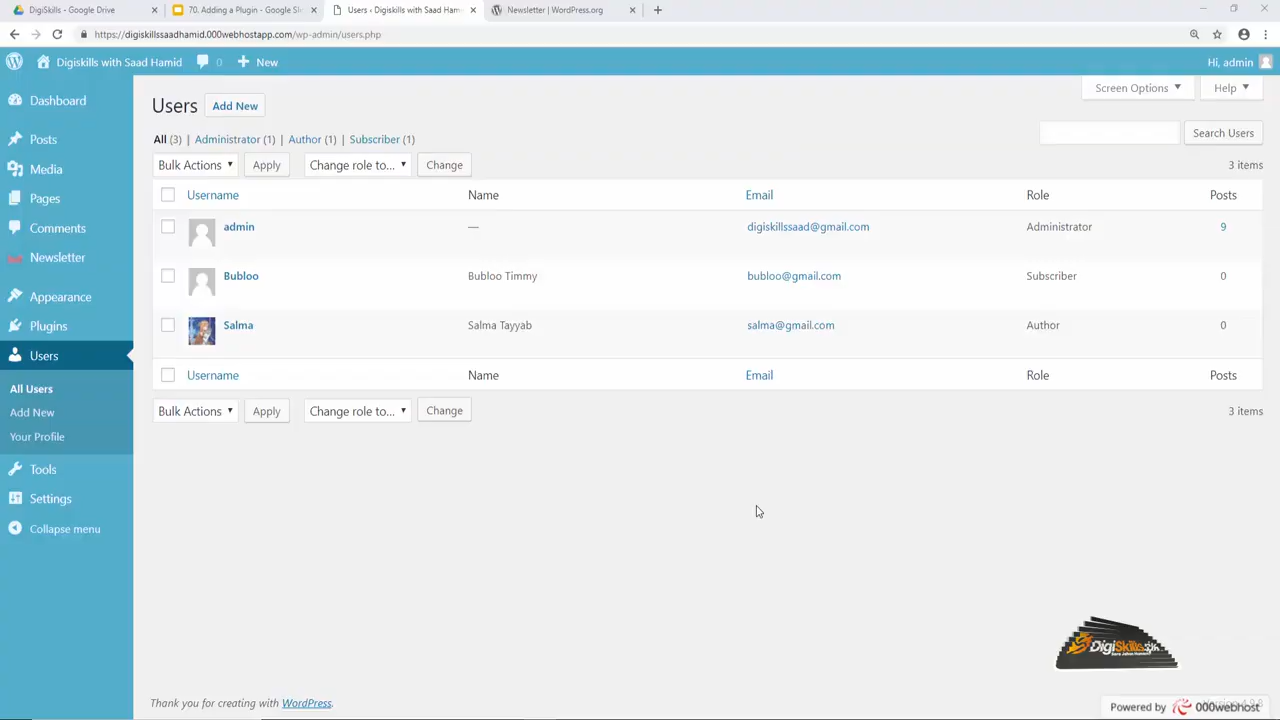 DigiSkills - Google Drive
70. Adding a Plugin - Google Sl
Users ‹ Digiskills with Saad Hami
Newsletter | WordPress.org
https://digiskillssaadhamid.000webhostapp.com/wp-admin/users.php
Digiskills with Saad Hamid 0 New Hi, admin
Dashboard
Posts
Media
Pages
Comments
Newsletter
Appearance
Plugins
Users
All Users
Add New
Your Profile
Tools
Settings
Collapse menu
Screen Options Help
Users Add New
All (3) | Administrator (1) | Author (1) | Subscriber (1)
Search Users
Bulk Actions Apply Change role to... Change 3 items
Username Name Email Role Posts
admin — digiskillssaad@gmail.com Administrator 9
Bubloo Bubloo Timmy bubloo@gmail.com Subscriber 0
Salma Salma Tayyab salma@gmail.com Author 0
Username Name Email Role Posts
Bulk Actions Apply Change role to... Change 3 items
DigiSkills.pk
Thank you for creating with WordPress.
Powered by 000webhost